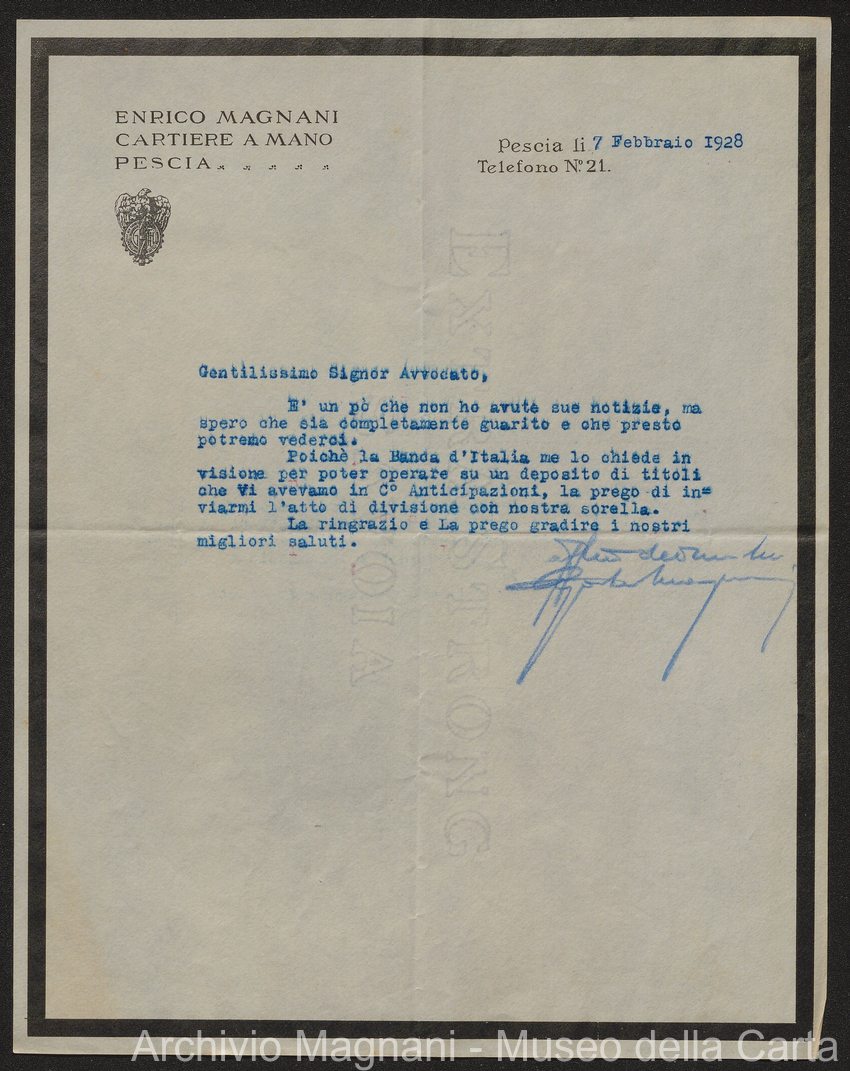 ENRICO MAGNANI
CARTIERE A MANO
PESCIA
Pescia li 7 Febbraio 1928
Telefono Nº 21.
Gentilissimo Signor Avvocato,
E' un pò che non ho avute sue notizie, ma
spero che sia completamente guarito e che presto
potremo vederci.
Poichè la Banda d'Italia me lo chiede in
visione per poter operare su un deposito di titoli
che Vi avevamo in Cº Anticipazioni, la prego di in=
viarmi l'atto di divisione con nostra sorella.
La ringrazio e La prego gradire i nostri
migliori saluti.
EXTRA STRONG
Archivio Magnani - Museo della Carta